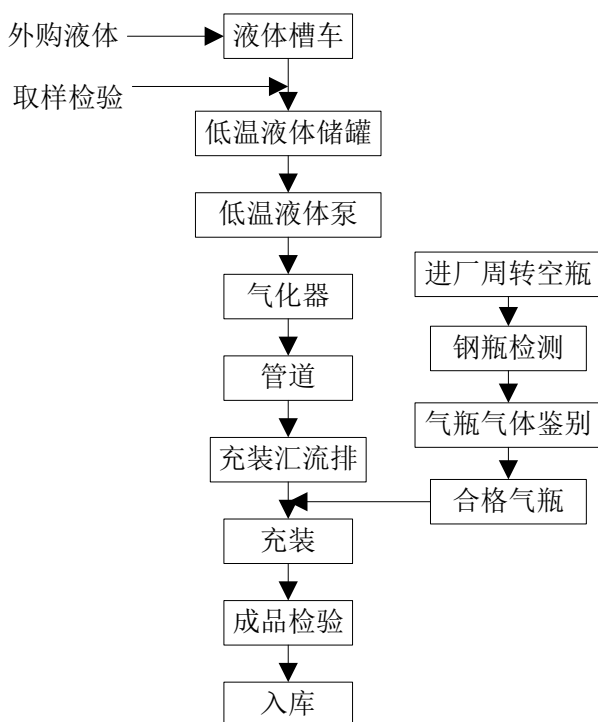 外购液体
液体槽车
取样检验
低温液体储罐
低温液体泵
气化器
管道
充装汇流排
进厂周转空瓶
钢瓶检测
气瓶气体鉴别
合格气瓶
充装
成品检验
入库